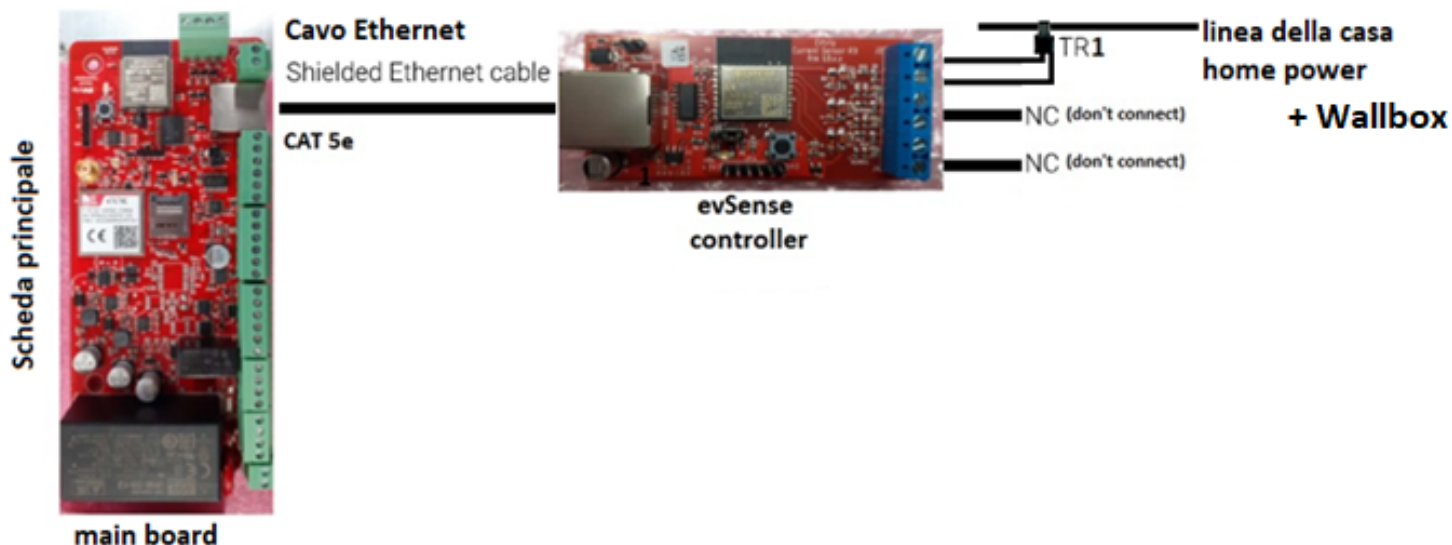 Cavo Ethernet
Shielded Ethernet cable
CAT 5e
Scheda principale
main board
1
evSense
controller
TR1
NC (don't connect)
NC (don't connect)
linea della casa
home power
+ Wallbox